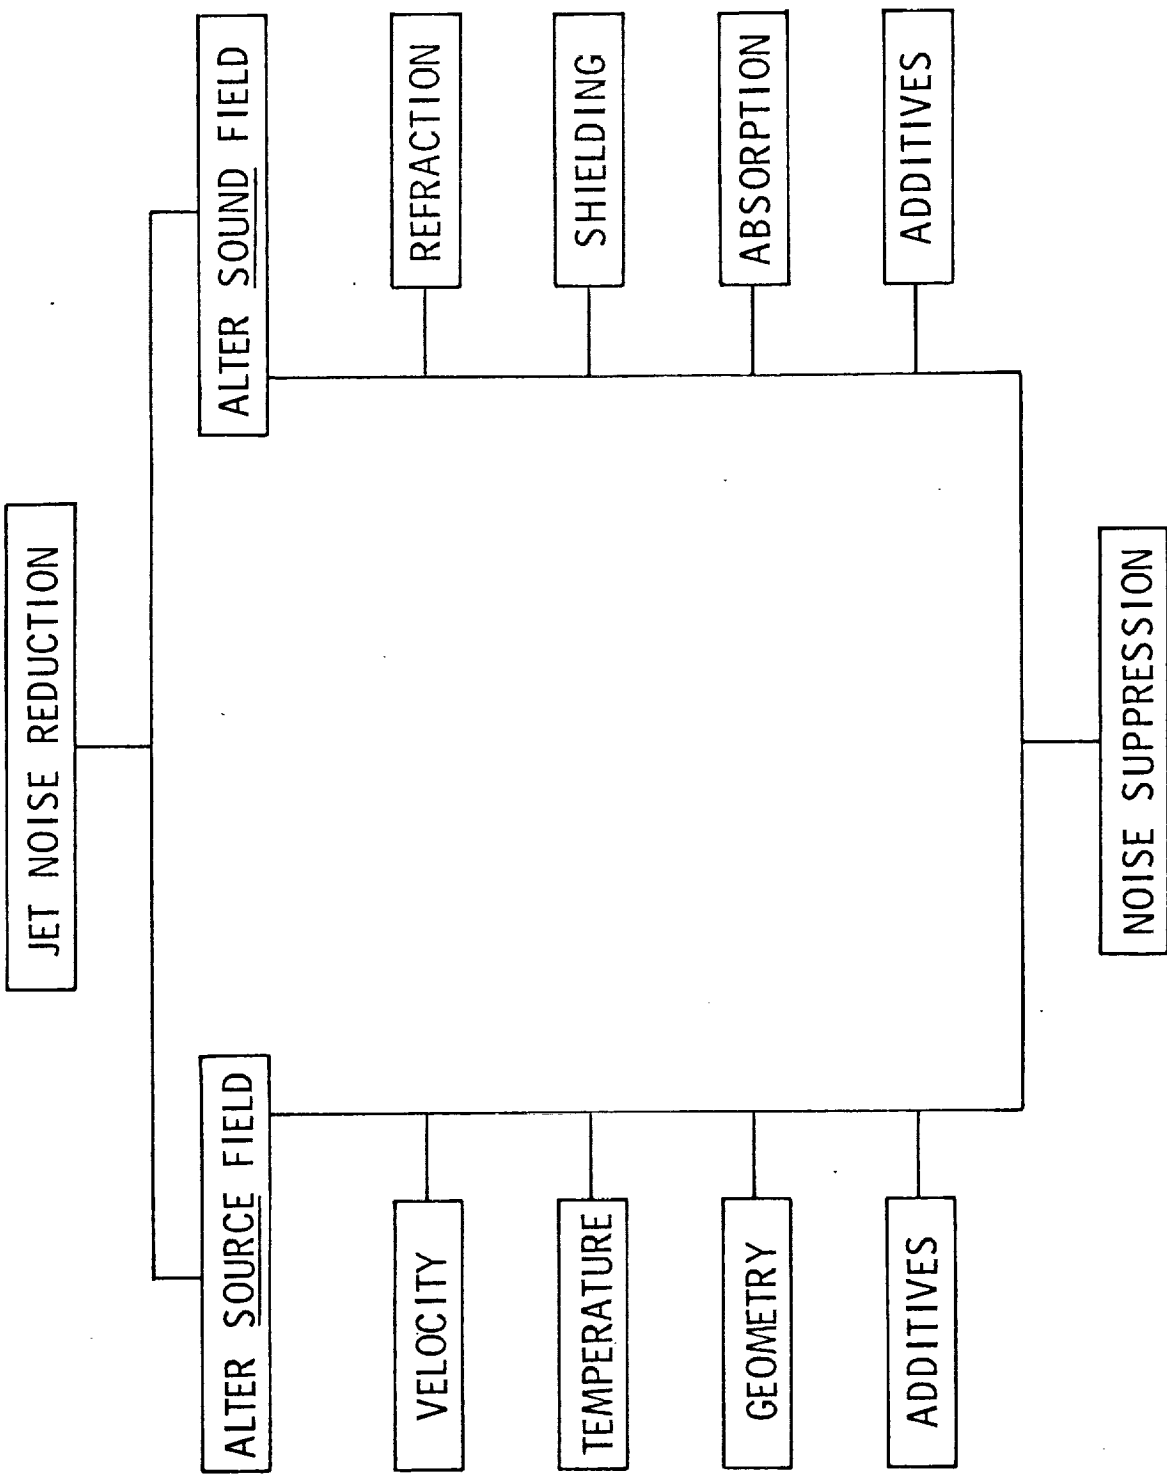 JET NOISE REDUCTION
ALTER SOURCE FIELD
ALTER SOUND FIELD
VELOCITY
REFRACTION
TEMPERATURE
SHIELDING
GEOMETRY
ABSORPTION
ADDITIVES
ADDITIVES
NOISE SUPPRESSION